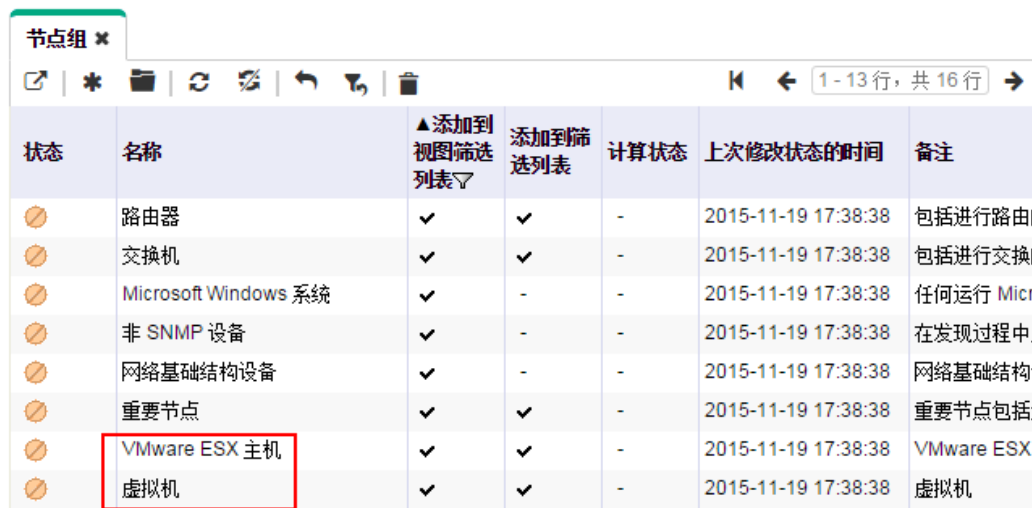 节点组 ✖
1 - 13 行，共 16 行
状态 名称 ▲添加到视图筛选列表 添加到筛选列表 计算状态 上次修改状态的时间 备注
路由器 ✔ ✔ - 2015-11-19 17:38:38 包括进行路由
交换机 ✔ ✔ - 2015-11-19 17:38:38 包括进行交换
Microsoft Windows 系统 ✔ - - 2015-11-19 17:38:38 任何运行 Micr
非 SNMP 设备 ✔ - - 2015-11-19 17:38:38 在发现过程中
网络基础结构设备 ✔ - - 2015-11-19 17:38:38 网络基础结构
重要节点 ✔ ✔ - 2015-11-19 17:38:38 重要节点包括
VMware ESX 主机 ✔ ✔ - 2015-11-19 17:38:38 VMware ESX
虚拟机 ✔ ✔ - 2015-11-19 17:38:38 虚拟机